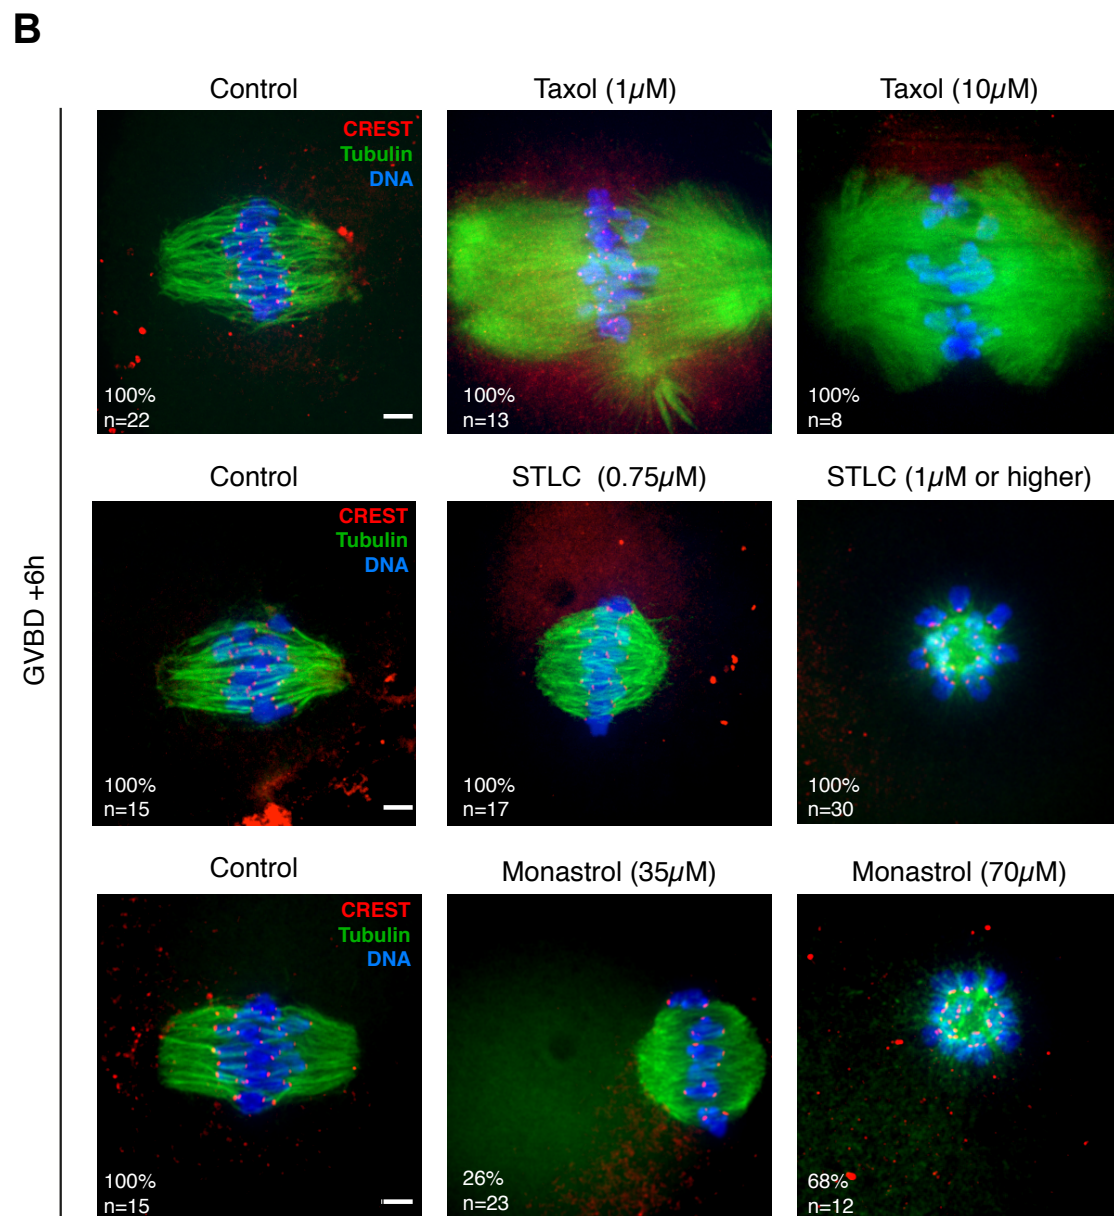 B
Control
Taxol (1µM)
Taxol (10µM)
CREST
Tubulin
DNA
100%
n=22
100%
n=13
100%
n=8
Control
STLC (0.75µM)
STLC (1µM or higher)
CREST
Tubulin
DNA
100%
n=15
100%
n=17
100%
n=30
GVBD +6h
Control
Monastrol (35µM)
Monastrol (70µM)
CREST
Tubulin
DNA
100%
n=15
26%
n=23
68%
n=12